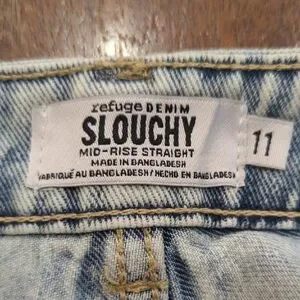 refuge DENIM
SLOUCHY
MID-RISE STRAIGHT
MADE IN BANGLADESH
FABRIQUÉ AU BANGLADESH / HECHO EN BANGLADESH
11